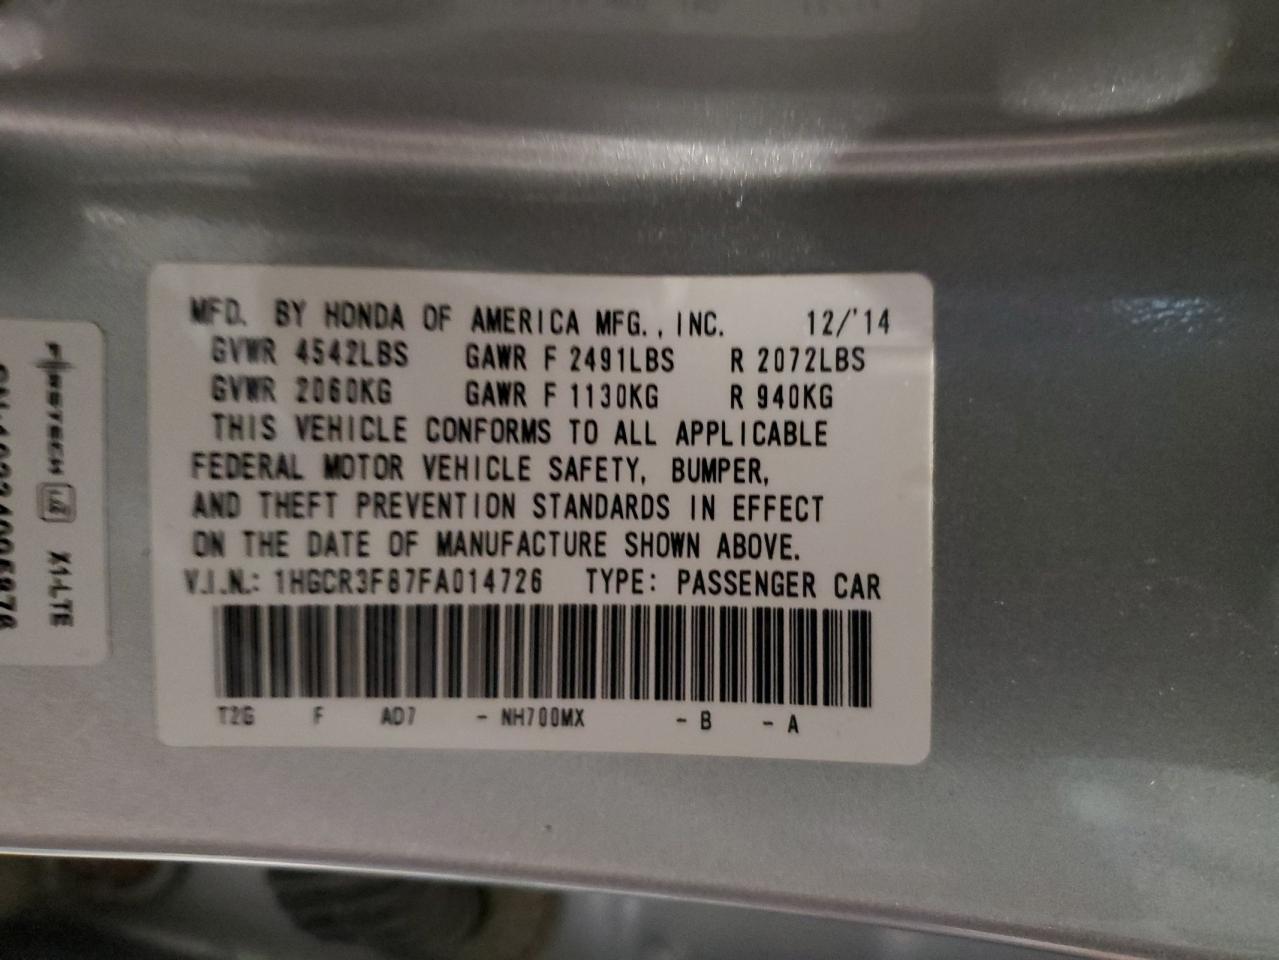 MFD. BY HONDA OF AMERICA MFG., INC. 12/'14
GVWR 4542LBS GAWR F 2491LBS R 2072LBS
GVWR 2060KG GAWR F 1130KG R 940KG
THIS VEHICLE CONFORMS TO ALL APPLICABLE
FEDERAL MOTOR VEHICLE SAFETY, BUMPER,
AND THEFT PREVENTION STANDARDS IN EFFECT
ON THE DATE OF MANUFACTURE SHOWN ABOVE.
V.I.N.: 1HGCR3F87FA014726 TYPE: PASSENGER CAR
T2G F AD7 - NH700MX - B - A
X1-LTE